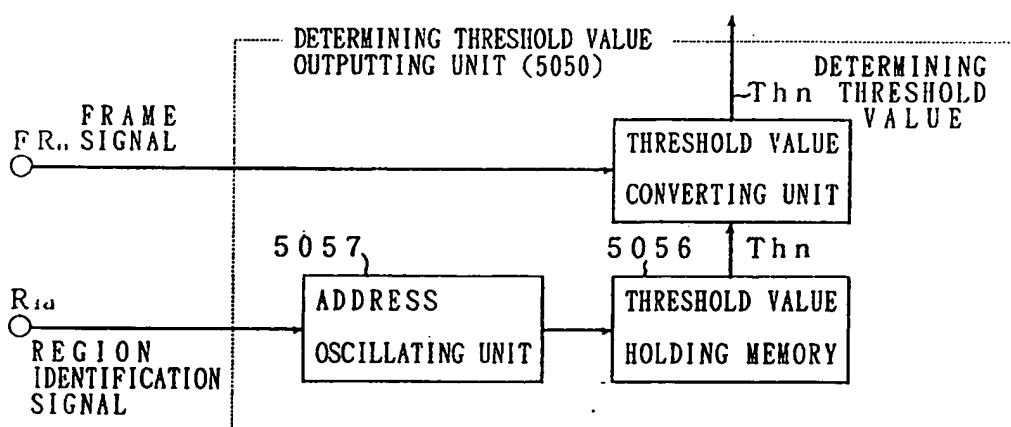 DETERMINING THRESHOLD VALUE
OUTPUTTING UNIT (5050)
DETERMINING
THRESHOLD
VALUE
Thn
FRAME
SIGNAL
FRn
THRESHOLD VALUE
CONVERTING UNIT
5057
5056
Thn
Rid
ADDRESS
OSCILLATING UNIT
THRESHOLD VALUE
HOLDING MEMORY
REGION
IDENTIFICATION
SIGNAL